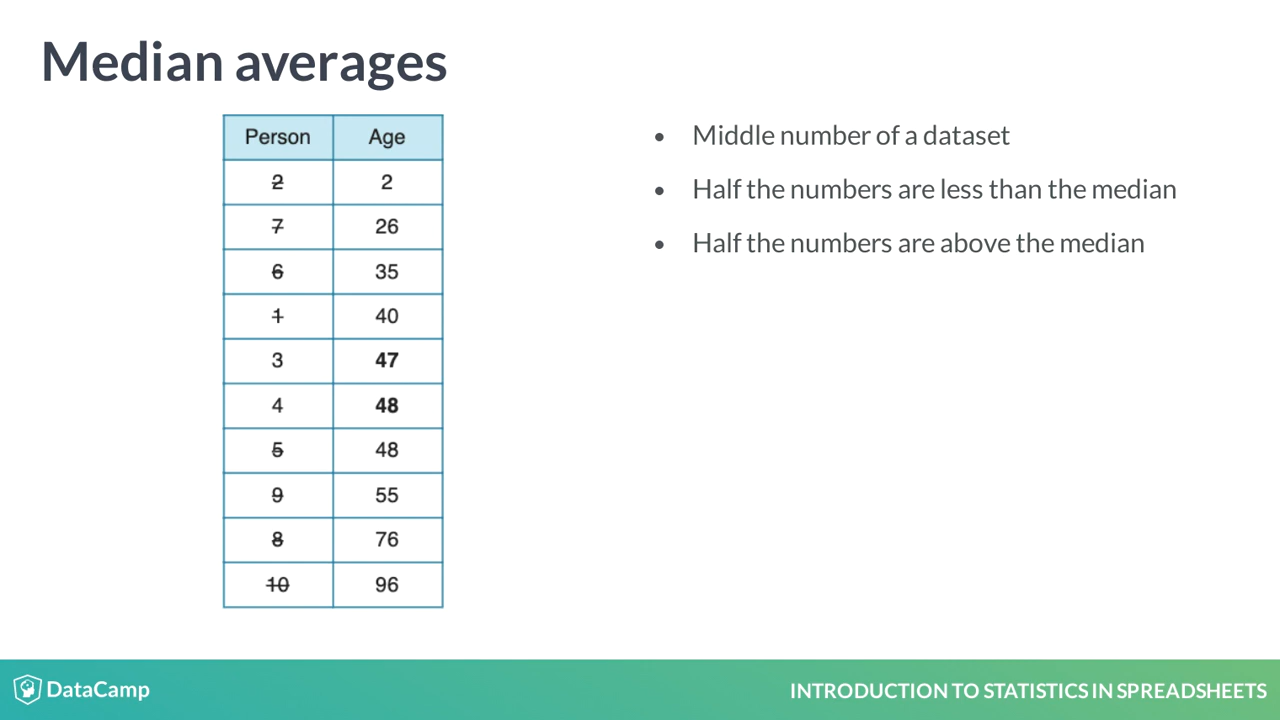 Median averages
Person Age
2 2
7 26
6 35
1 40
3 47
4 48
5 48
9 55
8 76
10 96
• Middle number of a dataset
• Half the numbers are less than the median
• Half the numbers are above the median
DataCamp
INTRODUCTION TO STATISTICS IN SPREADSHEETS